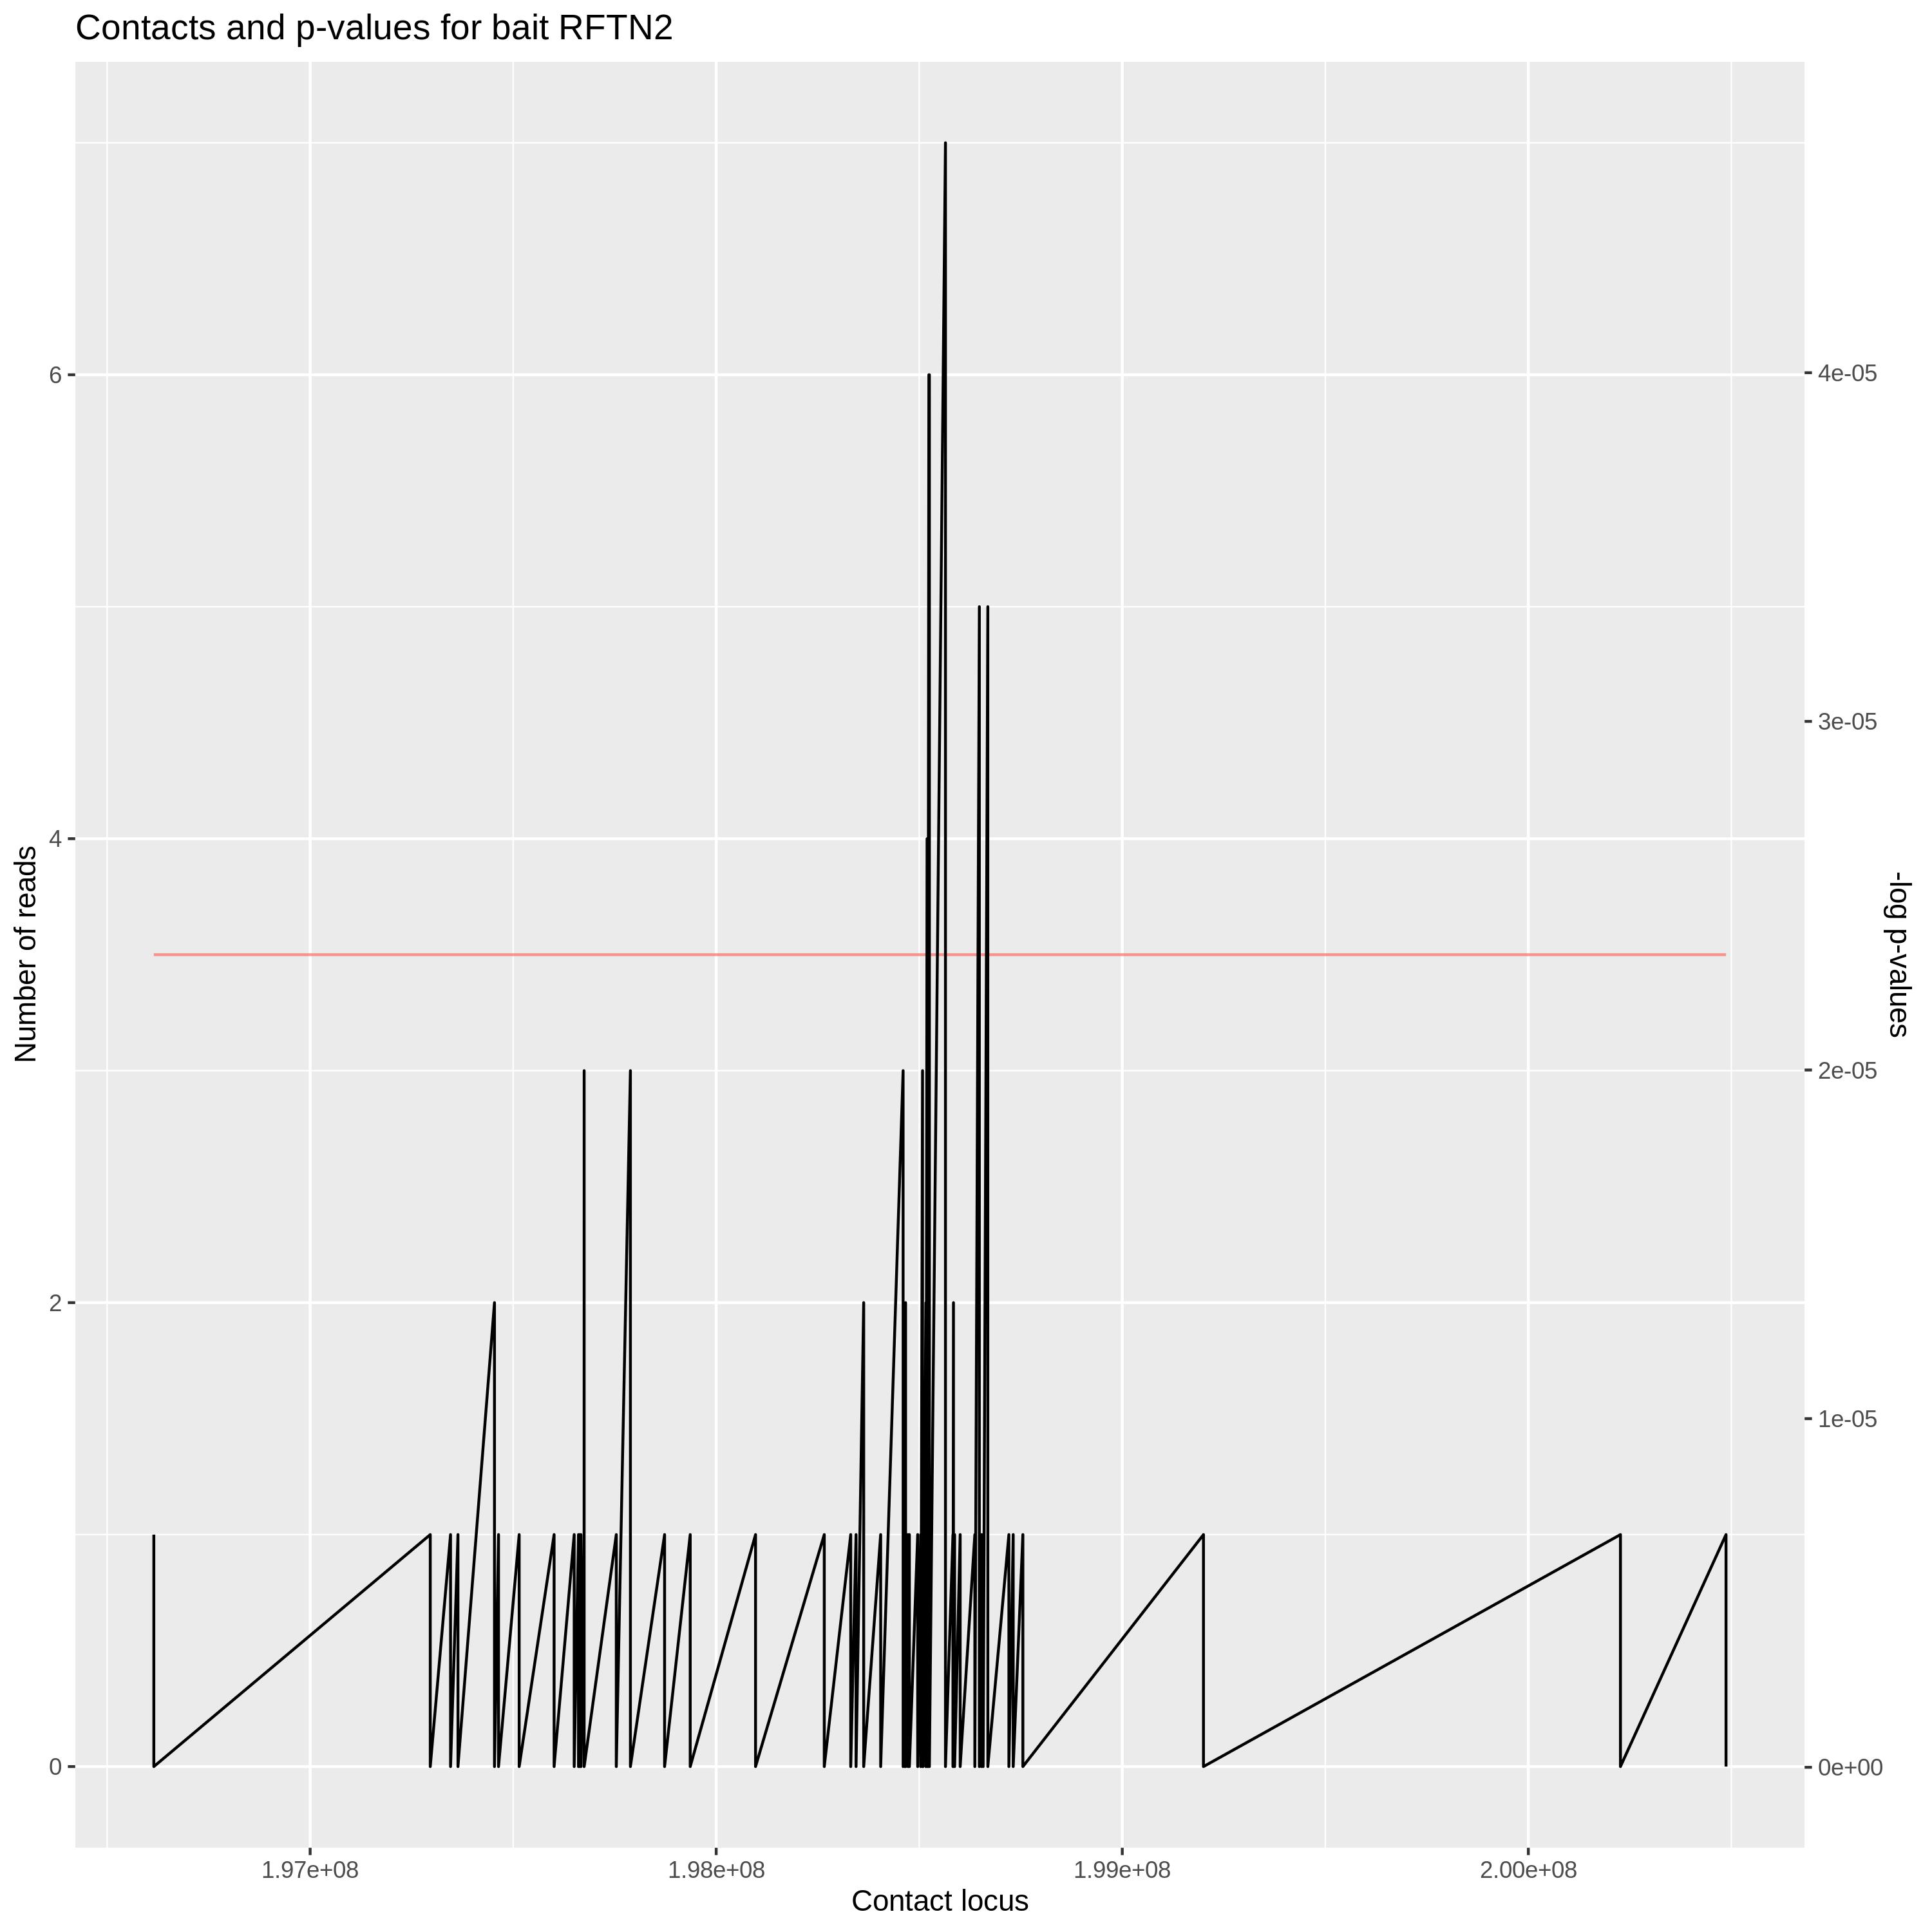 Contacts and p-values for bait RFTN2
Number of reads
6
4
2
0
4e-05
3e-05
2e-05
1e-05
0e+00
-log p-values
1.97e+08
1.98e+08
1.99e+08
2.00e+08
Contact locus